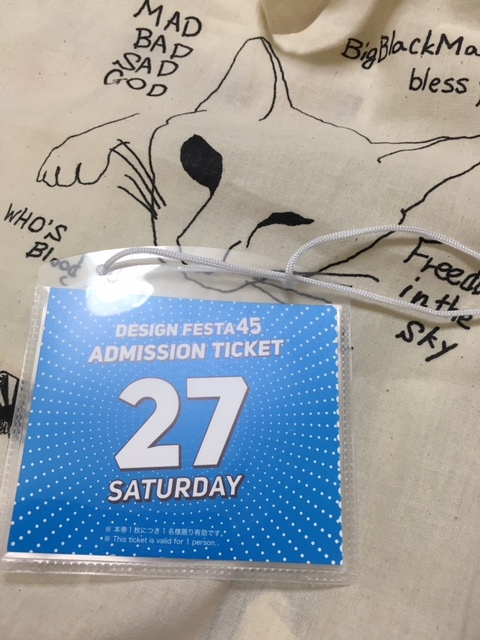 MAD
BAD
SAD
GOD
BigBlackMa
bless
WHO'S
Blood
Freed
in the
Sky
DESIGN FESTA 45
ADMISSION TICKET
27
SATURDAY
※ 本券1枚につき1名様限り有効です。
※ This ticket is valid for 1 person.